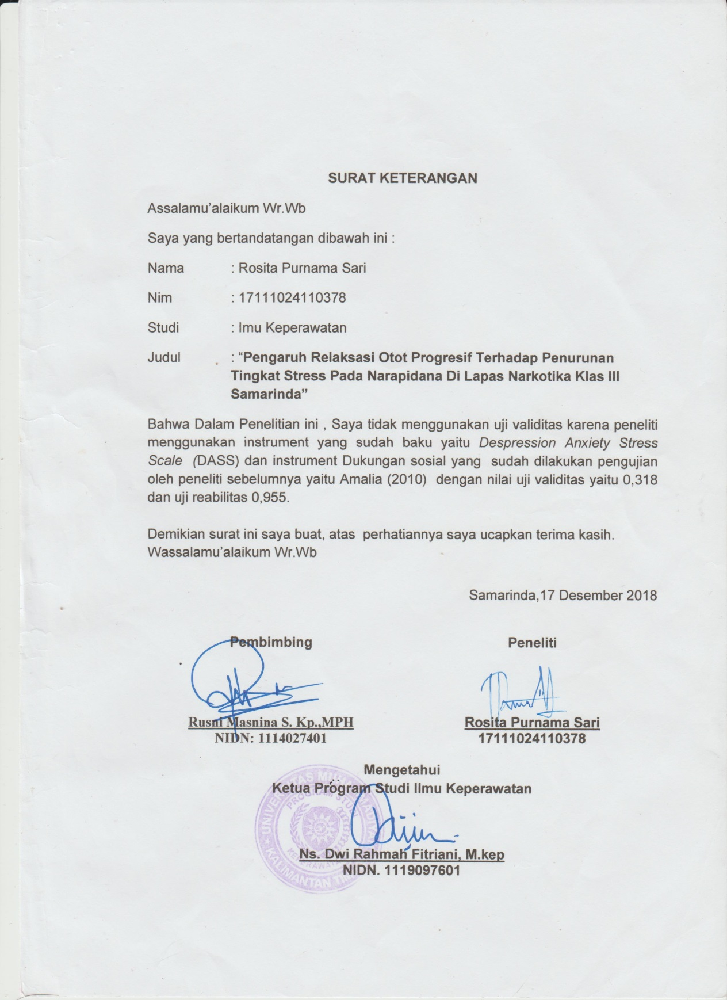 SURAT KETERANGAN
Assalamu’alaikum Wr.Wb
Saya yang bertandatangan dibawah ini :
Nama : Rosita Purnama Sari
Nim : 17111024110378
Studi : Imu Keperawatan
Judul : “Pengaruh Relaksasi Otot Progresif Terhadap Penurunan
Tingkat Stress Pada Narapidana Di Lapas Narkotika Klas III
Samarinda”
Bahwa Dalam Penelitian ini , Saya tidak menggunakan uji validitas karena peneliti
menggunakan instrument yang sudah baku yaitu Despression Anxiety Stress
Scale (DASS) dan instrument Dukungan sosial yang sudah dilakukan pengujian
oleh peneliti sebelumnya yaitu Amalia (2010) dengan nilai uji validitas yaitu 0,318
dan uji reabilitas 0,955.
Demikian surat ini saya buat, atas perhatiannya saya ucapkan terima kasih.
Wassalamu’alaikum Wr.Wb
Samarinda,17 Desember 2018
Pembimbing Peneliti
Rusni Masnina S. Kp.,MPH Rosita Purnama Sari
NIDN: 1114027401 17111024110378
Mengetahui
Ketua Program Studi Ilmu Keperawatan
UNIVERSITAS MUHAMMADIYAH
PROGRAM STUDI
Ns. Dwi Rahmah Fitriani, M.kep
NIDN. 1119097601
KALIMANTAN